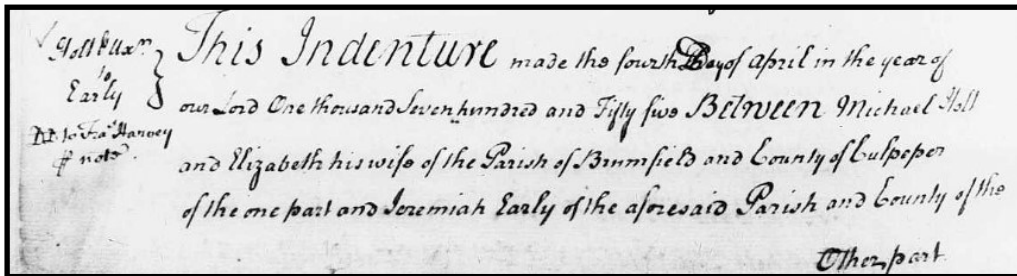 Holt & Uxr.
to
Early
DD. to Fra.s Harvey
℔ note.
This Indenture made the fourth Day of April in the year of
our Lord One thousand Seven hundred and Fifty five Between Michael Holt
and Elizabeth his wife of the Parish of Brumfield and County of Culpeper
of the one part and Jeremiah Early of the aforesaid Parish and County of the
Other part